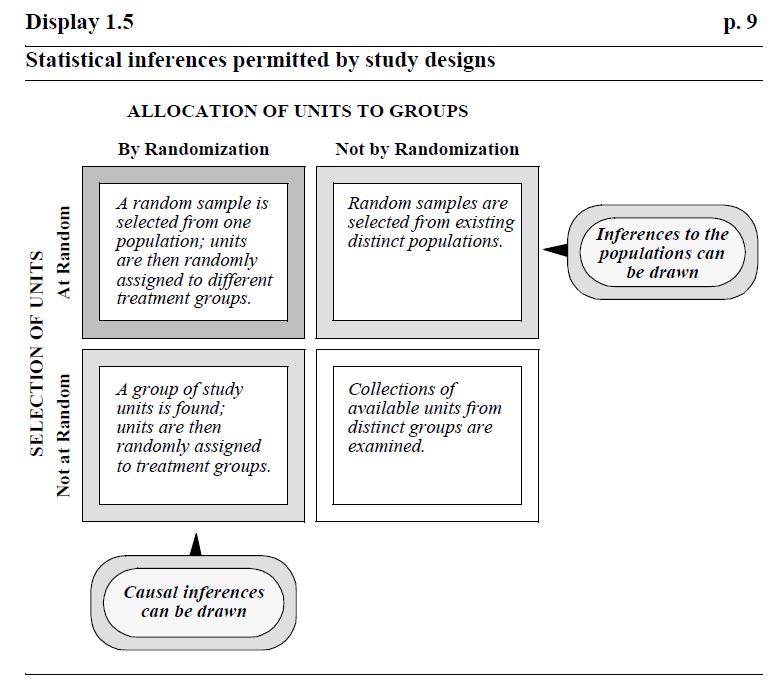 Display 1.5
p. 9
Statistical inferences permitted by study designs
ALLOCATION OF UNITS TO GROUPS
By Randomization
Not by Randomization
SELECTION OF UNITS
At Random
A random sample is
selected from one
population; units
are then randomly
assigned to different
treatment groups.
Random samples are
selected from existing
distinct populations.
Inferences to the
populations can
be drawn
Not at Random
A group of study
units is found;
units are then
randomly assigned
to treatment groups.
Collections of
available units from
distinct groups are
examined.
Causal inferences
can be drawn